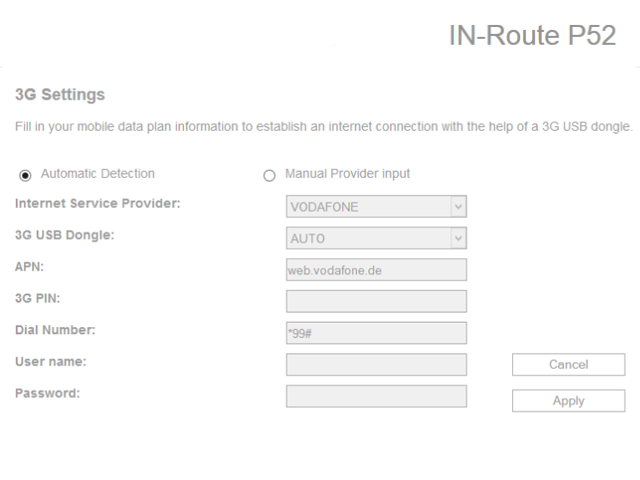 IN-Route P52
3G Settings
Fill in your mobile data plan information to establish an internet connection with the help of a 3G USB dongle.
Automatic Detection Manual Provider input
Internet Service Provider: VODAFONE
3G USB Dongle: AUTO
APN: web.vodafone.de
3G PIN:
Dial Number: *99#
User name: Cancel
Password: Apply